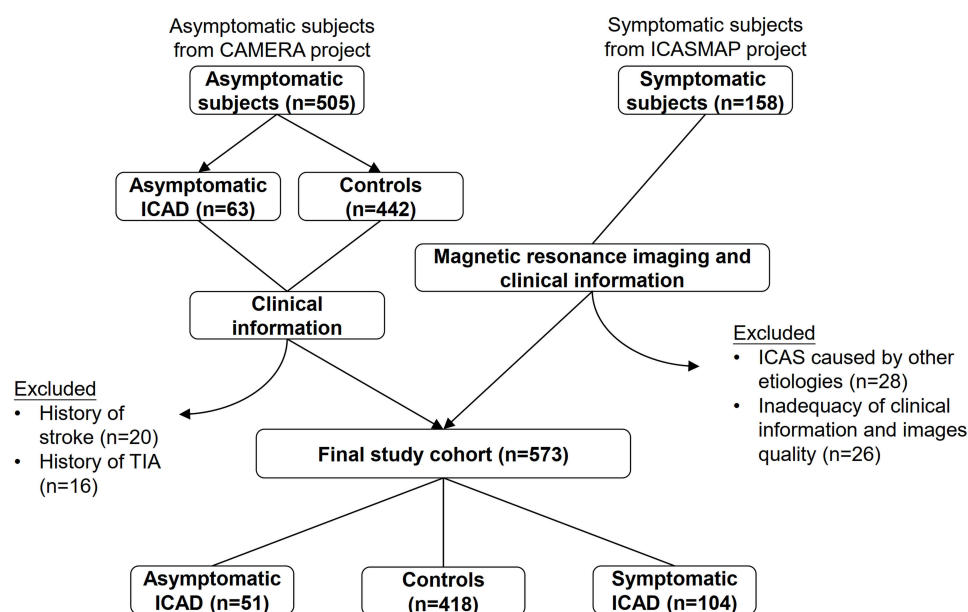 Asymptomatic subjects
from CAMERA project
Symptomatic subjects
from ICASMAP project
Asymptomatic
subjects (n=505)
Symptomatic
subjects (n=158)
Asymptomatic
ICAD (n=63)
Controls
(n=442)
Magnetic resonance imaging and
clinical information
Clinical
information
Excluded
• ICAS caused by other
etiologies (n=28)
• Inadequacy of clinical
information and images
quality (n=26)
Excluded
• History of
stroke (n=20)
• History of TIA
(n=16)
Final study cohort (n=573)
Asymptomatic
ICAD (n=51)
Controls
(n=418)
Symptomatic
ICAD (n=104)